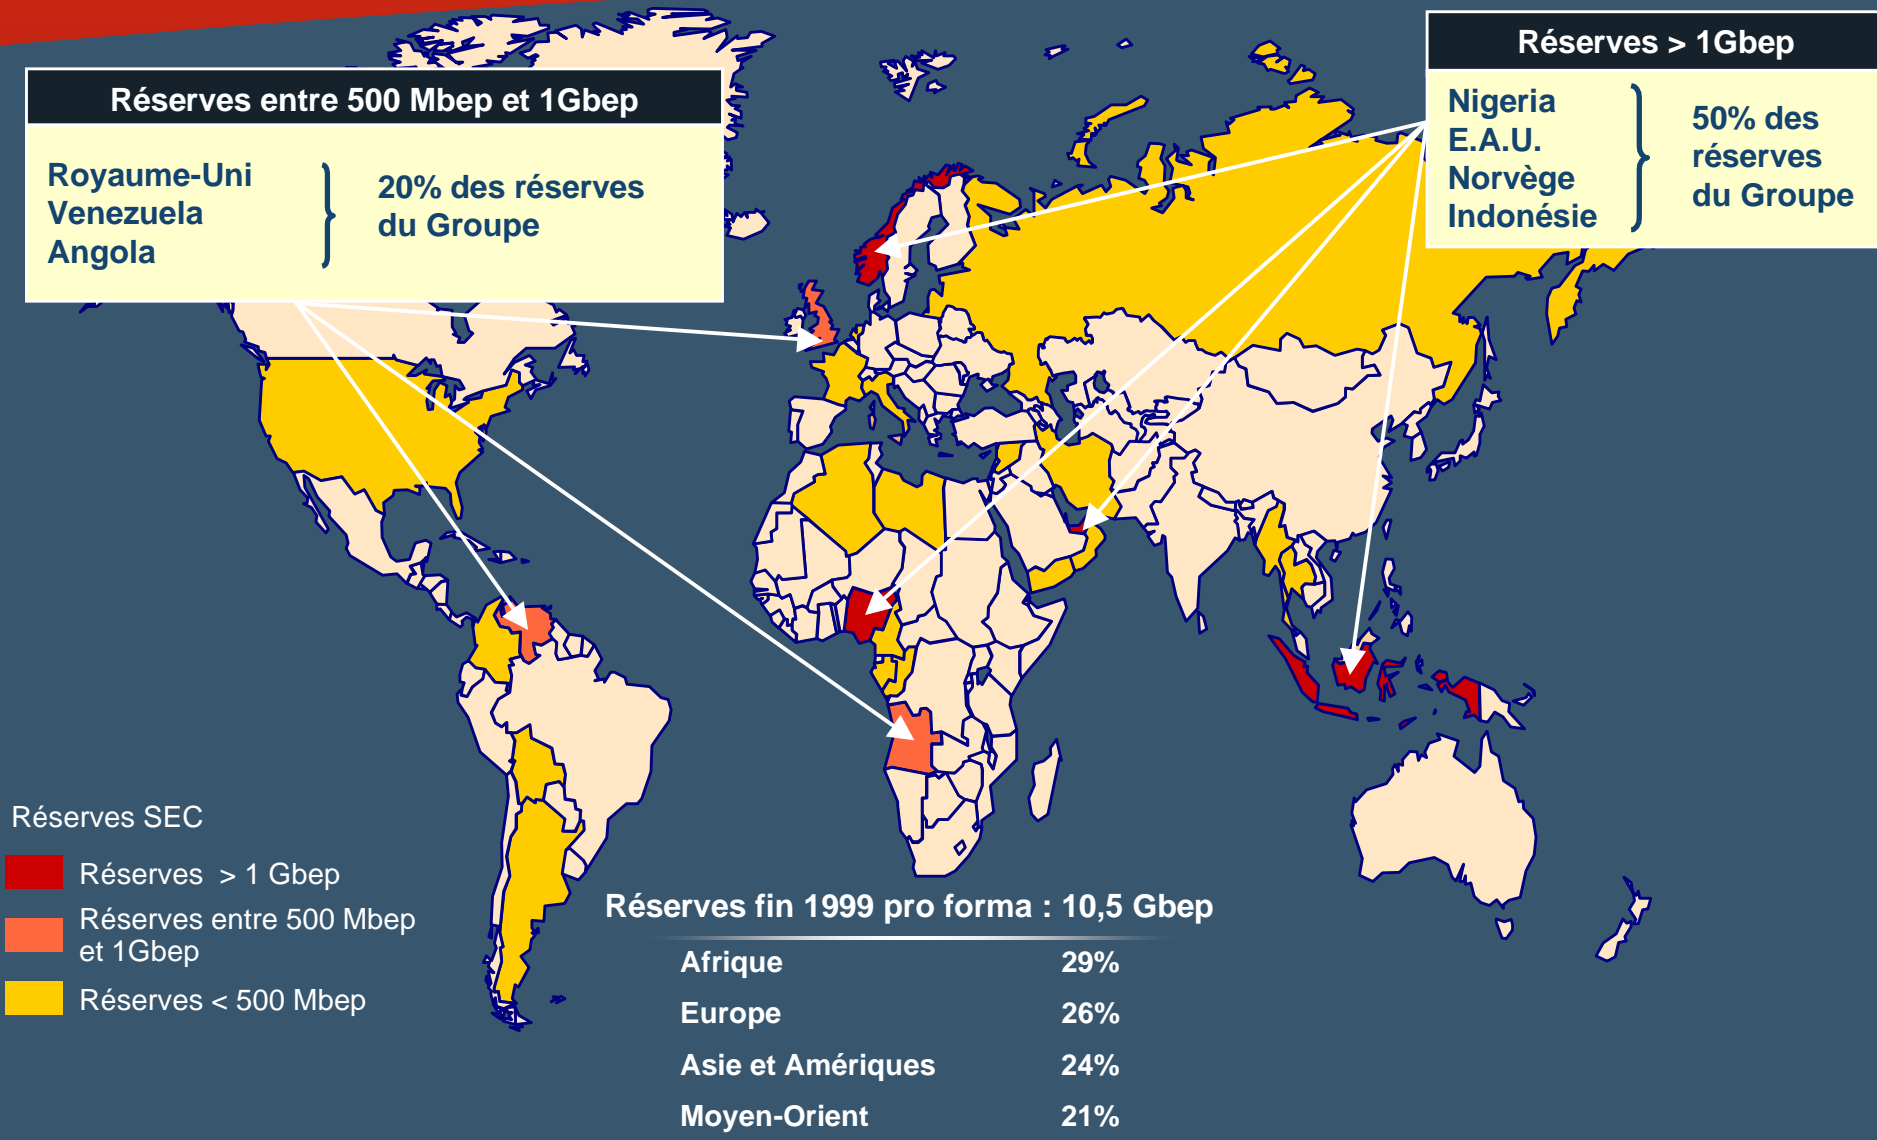 Réserves entre 500 Mbep et 1Gbep
Royaume-Uni
Venezuela
Angola
20% des réserves
du Groupe
Réserves > 1Gbep
Nigeria
E.A.U.
Norvège
Indonésie
50% des
réserves
du Groupe
Réserves SEC
Réserves > 1 Gbep
Réserves entre 500 Mbep
et 1Gbep
Réserves < 500 Mbep
Réserves fin 1999 pro forma : 10,5 Gbep
Afrique 29%
Europe 26%
Asie et Amériques 24%
Moyen-Orient 21%